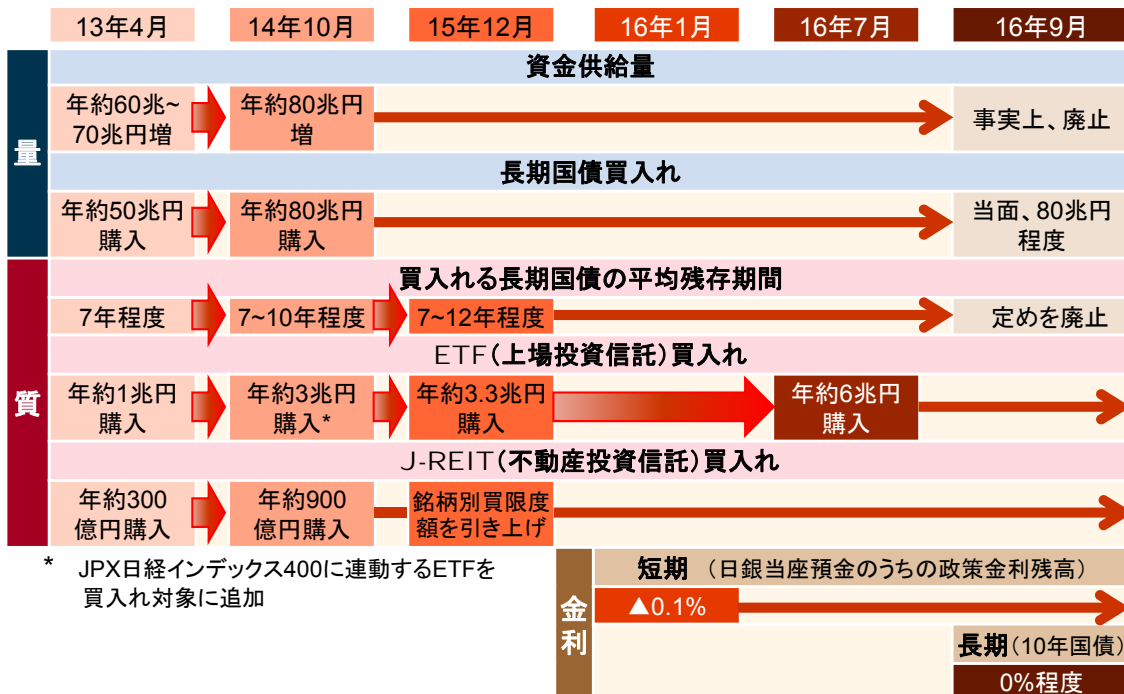 13年4月
14年10月
15年12月
16年1月
16年7月
16年9月
量
資金供給量
年約60兆~
70兆円増
年約80兆円
増
事実上、廃止
長期国債買入れ
年約50兆円
購入
年約80兆円
購入
当面、80兆円
程度
質
買入れる長期国債の平均残存期間
7年程度
7~10年程度
7~12年程度
定めを廃止
ETF(上場投資信託)買入れ
年約1兆円
購入
年約3兆円
購入*
年約3.3兆円
購入
年約6兆円
購入
J-REIT(不動産投資信託)買入れ
年約300
億円購入
年約900
億円購入
銘柄別買限度
額を引き上げ
* JPX日経インデックス400に連動するETFを
買入れ対象に追加
金利
短期 (日銀当座預金のうちの政策金利残高)
▲0.1%
長期(10年国債)
0%程度